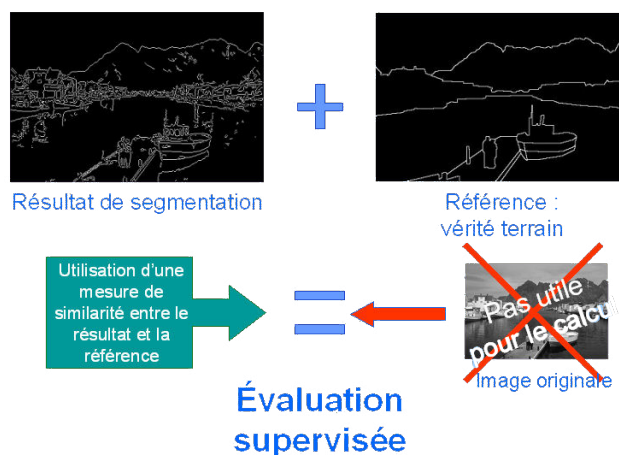 Résultat de segmentation
Référence :
vérité terrain
Utilisation d'une
mesure de
similarité entre le
résultat et la
référence
Pas utile
pour le calcul
Image originale
Évaluation
supervisée